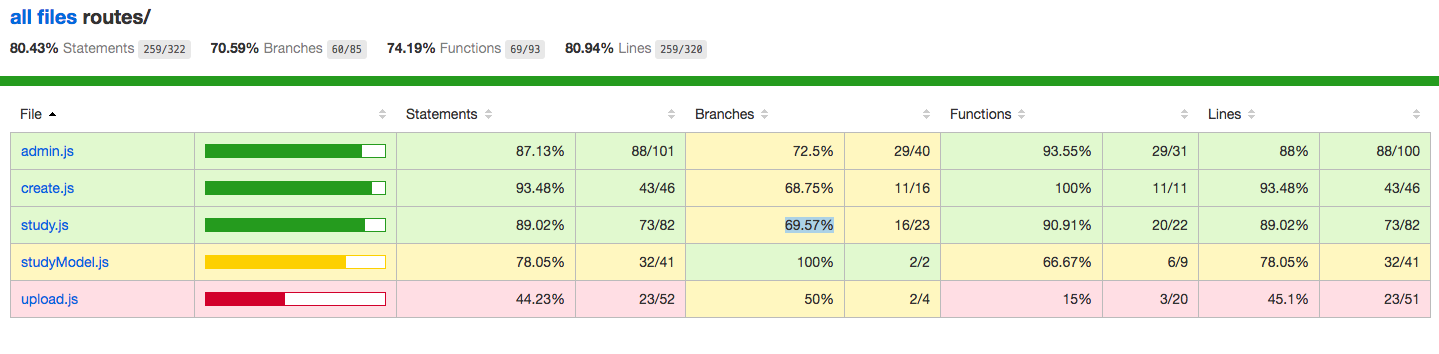 all files routes/
80.43% Statements 259/322 70.59% Branches 60/85 74.19% Functions 69/93 80.94% Lines 259/320
File Statements Branches Functions Lines
admin.js 87.13% 88/101 72.5% 29/40 93.55% 29/31 88% 88/100
create.js 93.48% 43/46 68.75% 11/16 100% 11/11 93.48% 43/46
study.js 89.02% 73/82 69.57% 16/23 90.91% 20/22 89.02% 73/82
studyModel.js 78.05% 32/41 100% 2/2 66.67% 6/9 78.05% 32/41
upload.js 44.23% 23/52 50% 2/4 15% 3/20 45.1% 23/51